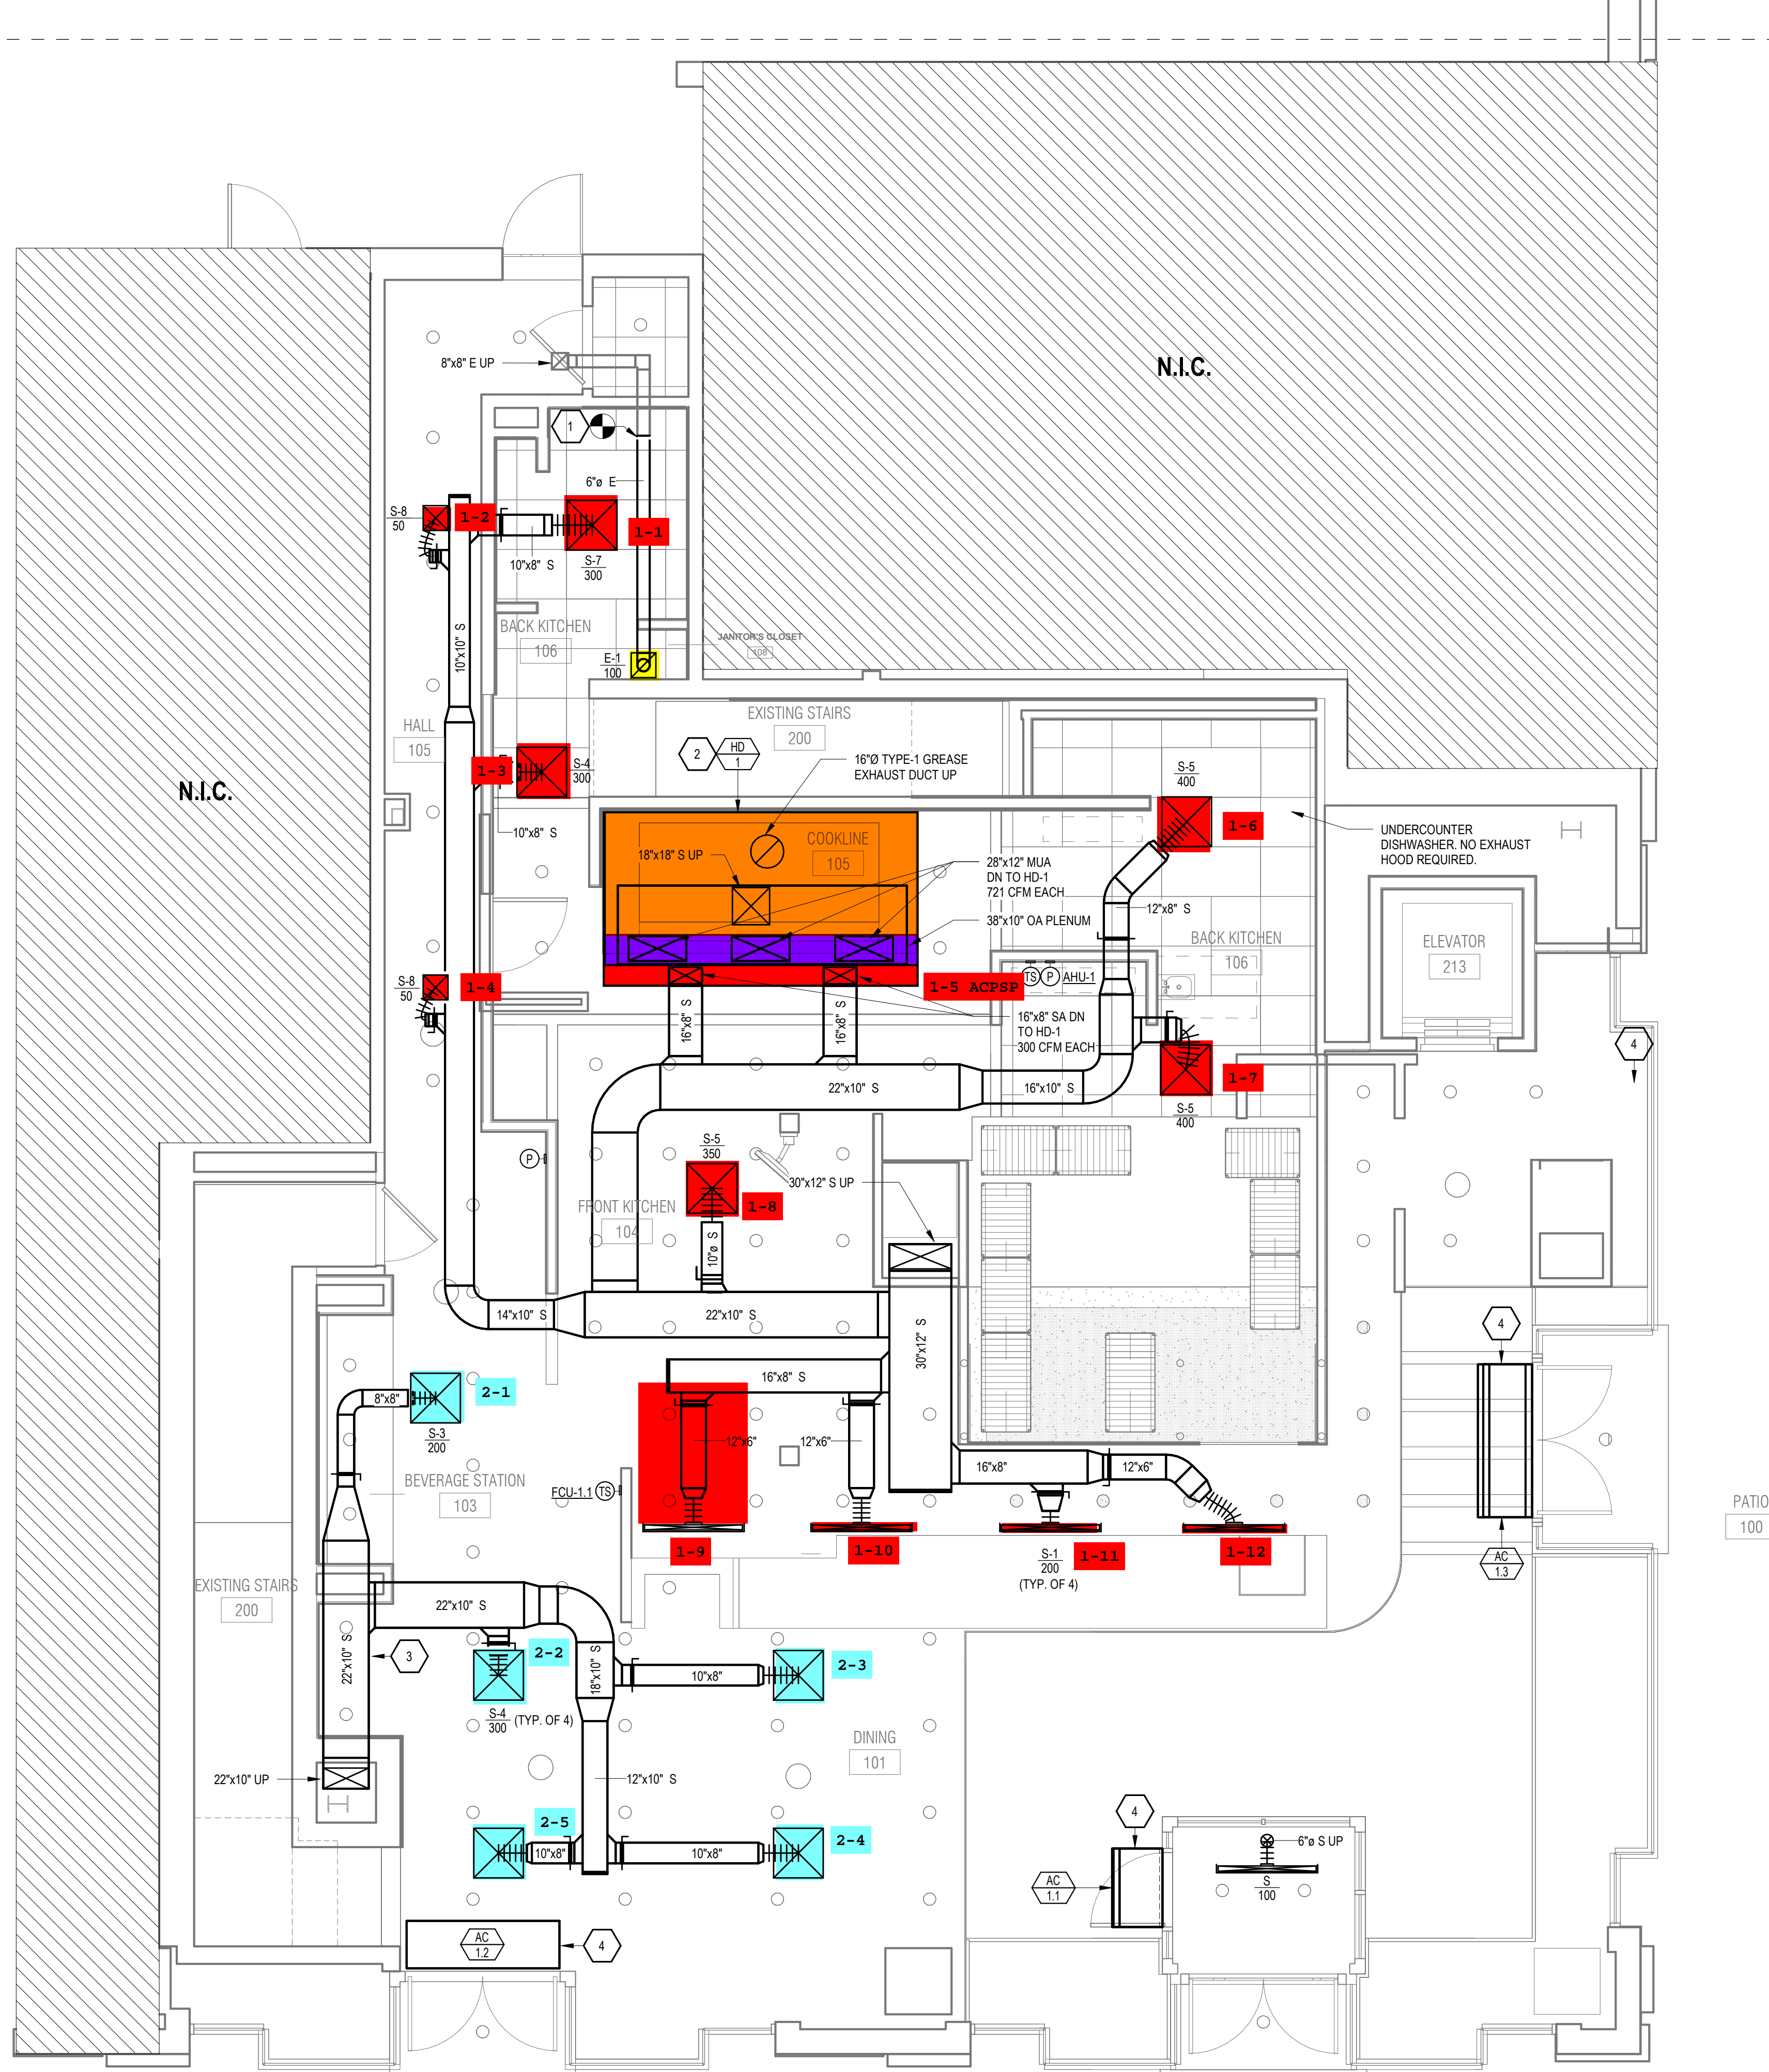 N.I.C.
8"x8" E UP
1
6"ø E
S-8
50
1-2
1-1
10"x8" S
S-7
300
10"x10" S
BACK KITCHEN
106
JANITOR'S CLOSET
108
E-1
100
HALL
105
EXISTING STAIRS
200
2
HD
1
16"Ø TYPE-1 GREASE
EXHAUST DUCT UP
N.I.C.
1-3
S-4
300
10"x8" S
S-5
400
1-6
UNDERCOUNTER
DISHWASHER. NO EXHAUST
HOOD REQUIRED.
COOKLINE
105
18"x18" S UP
28"x12" MUA
DN TO HD-1
721 CFM EACH
38"x10" OA PLENUM
12"x8" S
BACK KITCHEN
106
ELEVATOR
213
S-8
50
1-4
1-5 ACPSP
TS
P
AHU-1
16"x8" S
16"x8" S
16"x8" SA DN
TO HD-1
300 CFM EACH
4
22"x10" S
16"x10" S
1-7
S-5
400
P
S-5
350
30"x12" S UP
1-8
FRONT KITCHEN
104
10"ø S
14"x10" S
22"x10" S
30"x12" S
4
16"x8" S
2-1
8"x8"
S-3
200
12"x6"
12"x6"
16"x8"
12"x6"
BEVERAGE STATION
103
FCU-1.1
TS
PATIO
100
1-9
1-10
S-1
200
(TYP. OF 4)
1-11
1-12
AC
1.3
EXISTING STAIRS
200
22"x10" S
22"x10" S
3
2-2
18"x10" S
10"x8"
2-3
S-4
300
(TYP. OF 4)
DINING
101
22"x10" UP
12"x10" S
2-5
10"x8"
10"x8"
2-4
4
6"ø S UP
AC
1.1
S
100
AC
1.2
4